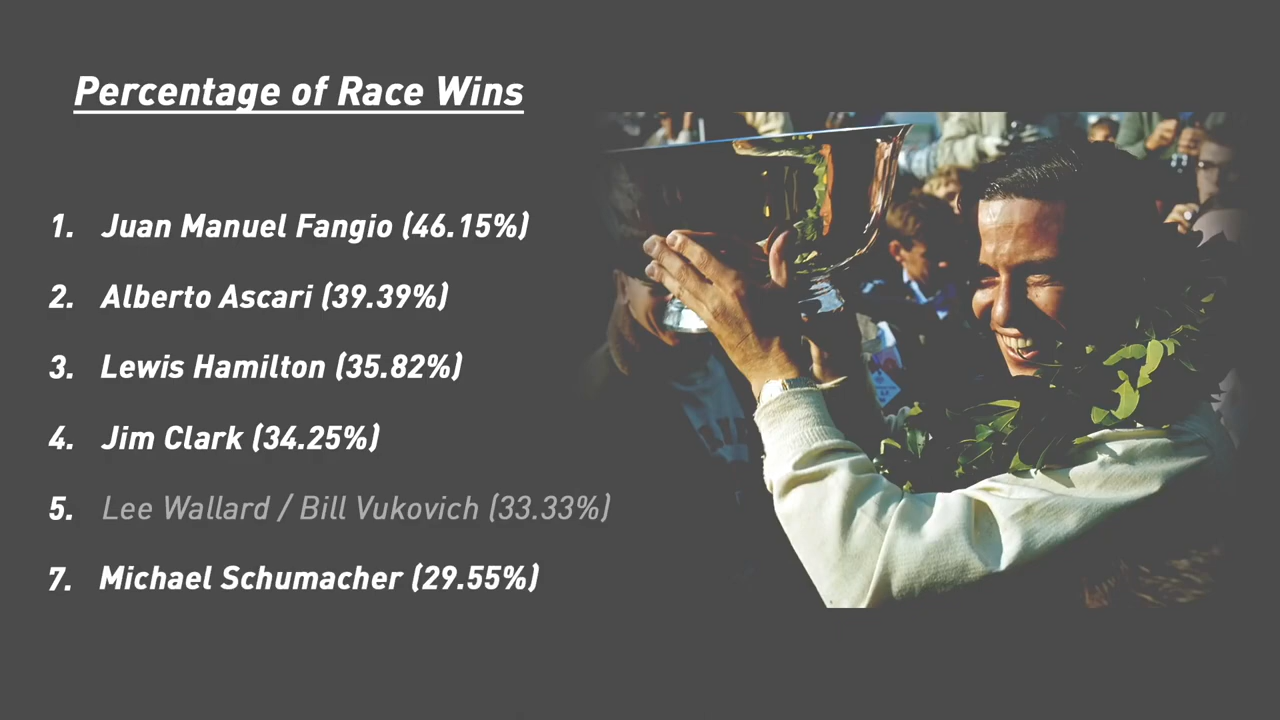 Percentage of Race Wins
1. Juan Manuel Fangio (46.15%)
2. Alberto Ascari (39.39%)
3. Lewis Hamilton (35.82%)
4. Jim Clark (34.25%)
5. Lee Wallard / Bill Vukovich (33.33%)
7. Michael Schumacher (29.55%)